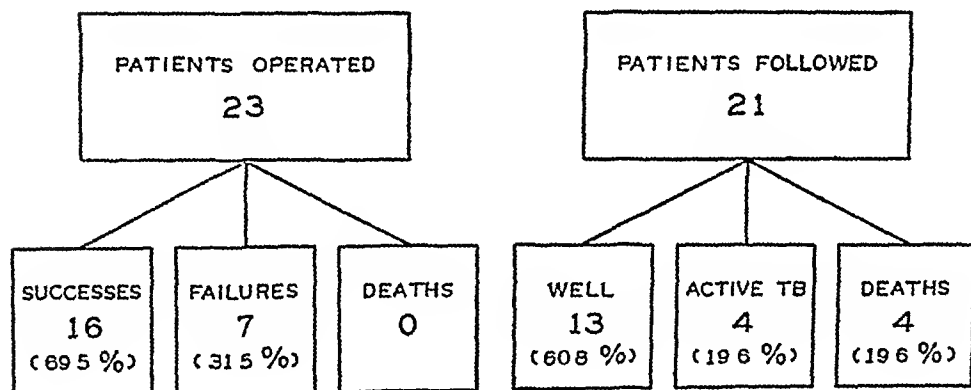 PATIENTS OPERATED
23
PATIENTS FOLLOWED
21
SUCCESSES
16
(69 5 %)
FAILURES
7
(31 5 %)
DEATHS
0
WELL
13
(60 8 %)
ACTIVE TB
4
(19 6 %)
DEATHS
4
(19 6 %)